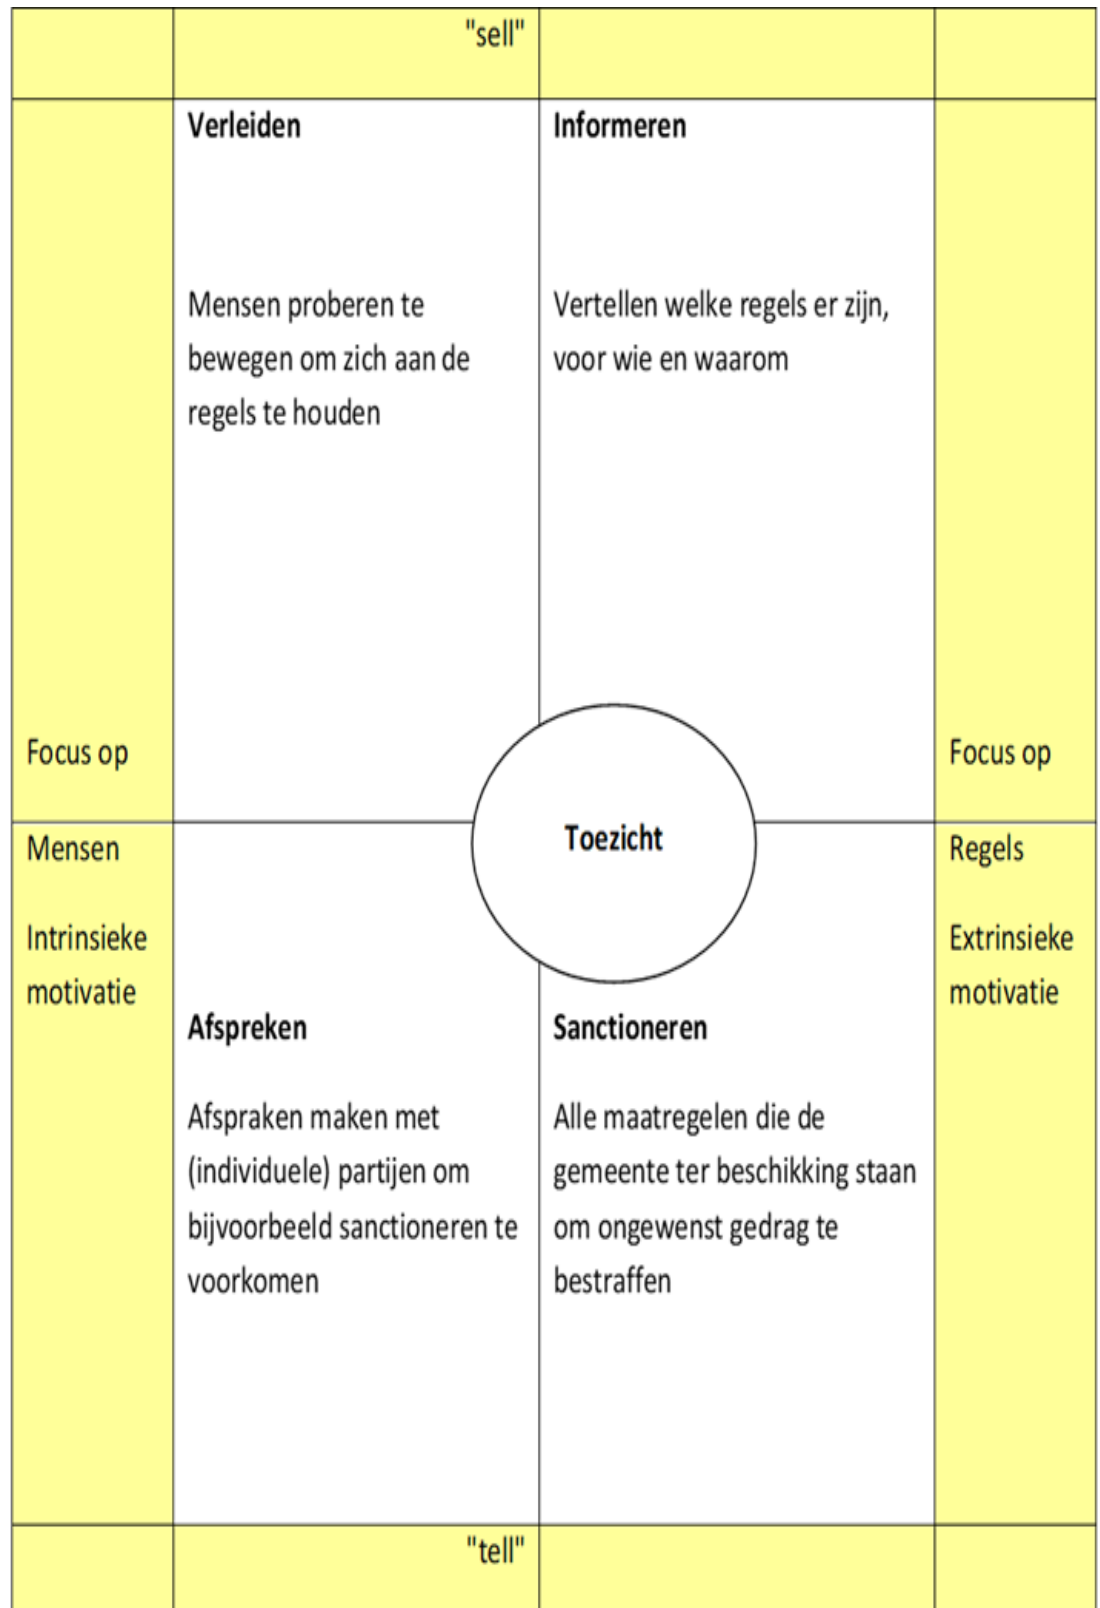 "sell"
Verleiden
Informeren
Mensen proberen te
bewegen om zich aan de
regels te houden
Vertellen welke regels er zijn,
voor wie en waarom
Focus op
Focus op
Mensen
Intrinsieke
motivatie
Toezicht
Regels
Extrinsieke
motivatie
Afspreken
Afspraken maken met
(individuele) partijen om
bijvoorbeeld sanctioneren te
voorkomen
Sanctioneren
Alle maatregelen die de
gemeente ter beschikking staan
om ongewenst gedrag te
bestraffen
"tell"